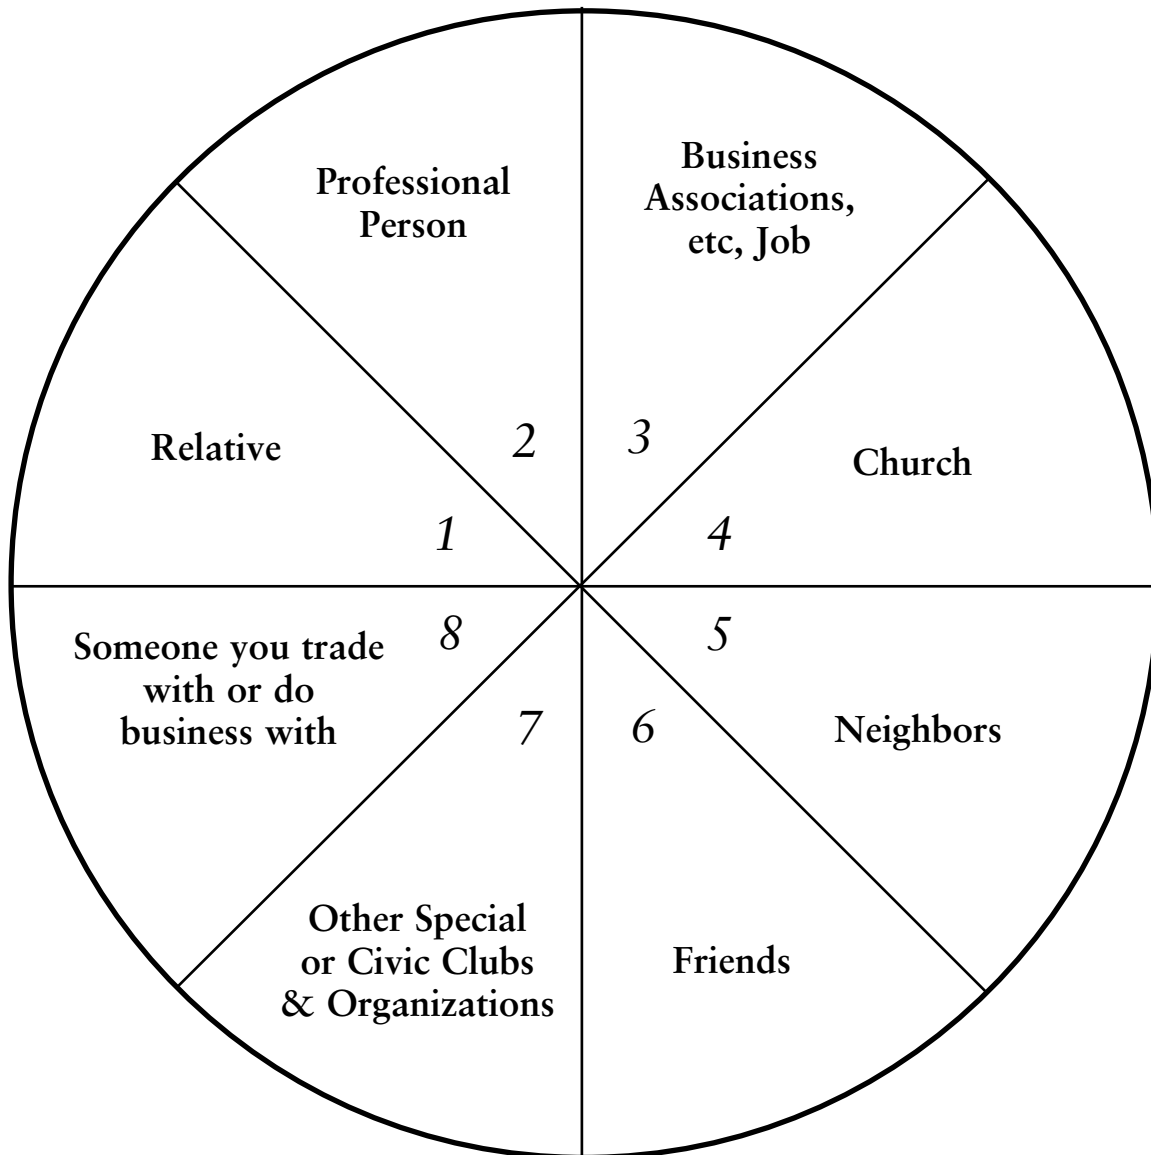 Professional
Person
2
Business
Associations,
etc, Job
3
Relative
1
Church
4
Someone you trade
with or do
business with
8
5
Neighbors
7
Other Special
or Civic Clubs
& Organizations
6
Friends